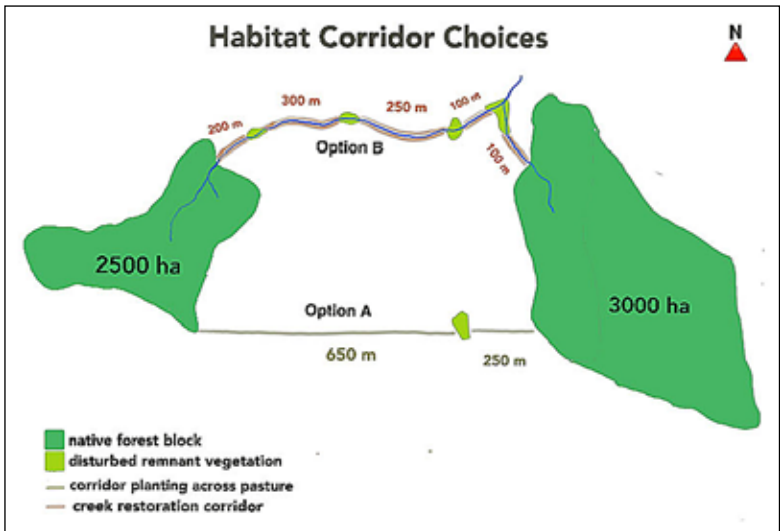 Habitat Corridor Choices
N
200 m
300 m
250 m
100 m
100 m
Option B
2500 ha
3000 ha
Option A
650 m
250 m
native forest block
disturbed remnant vegetation
corridor planting across pasture
creek restoration corridor